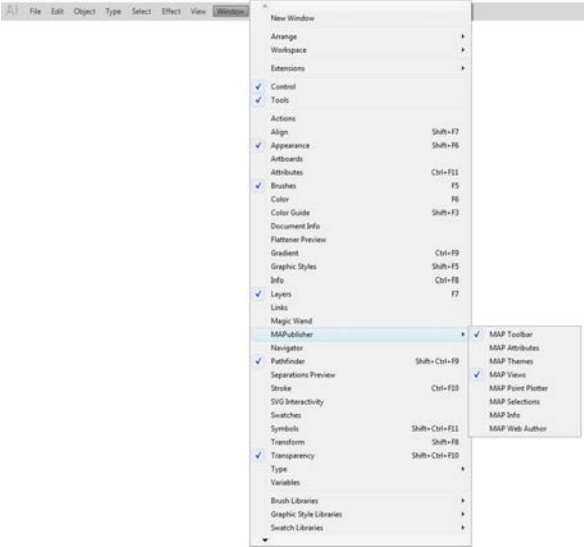 Ai File Edit Object Type Select Effect View Window
New Window
Arrange
Workspace
Extensions
Control
Tools
Actions
Align Shift+F7
Appearance Shift+F6
Artboards
Attributes Ctrl+F11
Brushes F5
Color F6
Color Guide Shift+F3
Document Info
Flattener Preview
Gradient Ctrl+F9
Graphic Styles Shift+F5
Info Ctrl+F8
Layers F7
Links
Magic Wand
MAPublisher
Navigator
Pathfinder Shift+Ctrl+F9
Separations Preview
Stroke Ctrl+F10
SVG Interactivity
Swatches
Symbols Shift+Ctrl+F11
Transform Shift+F8
Transparency Shift+Ctrl+F10
Type
Variables
Brush Libraries
Graphic Style Libraries
Swatch Libraries
MAP Toolbar
MAP Attributes
MAP Themes
MAP Views
MAP Point Plotter
MAP Selections
MAP Info
MAP Web Author